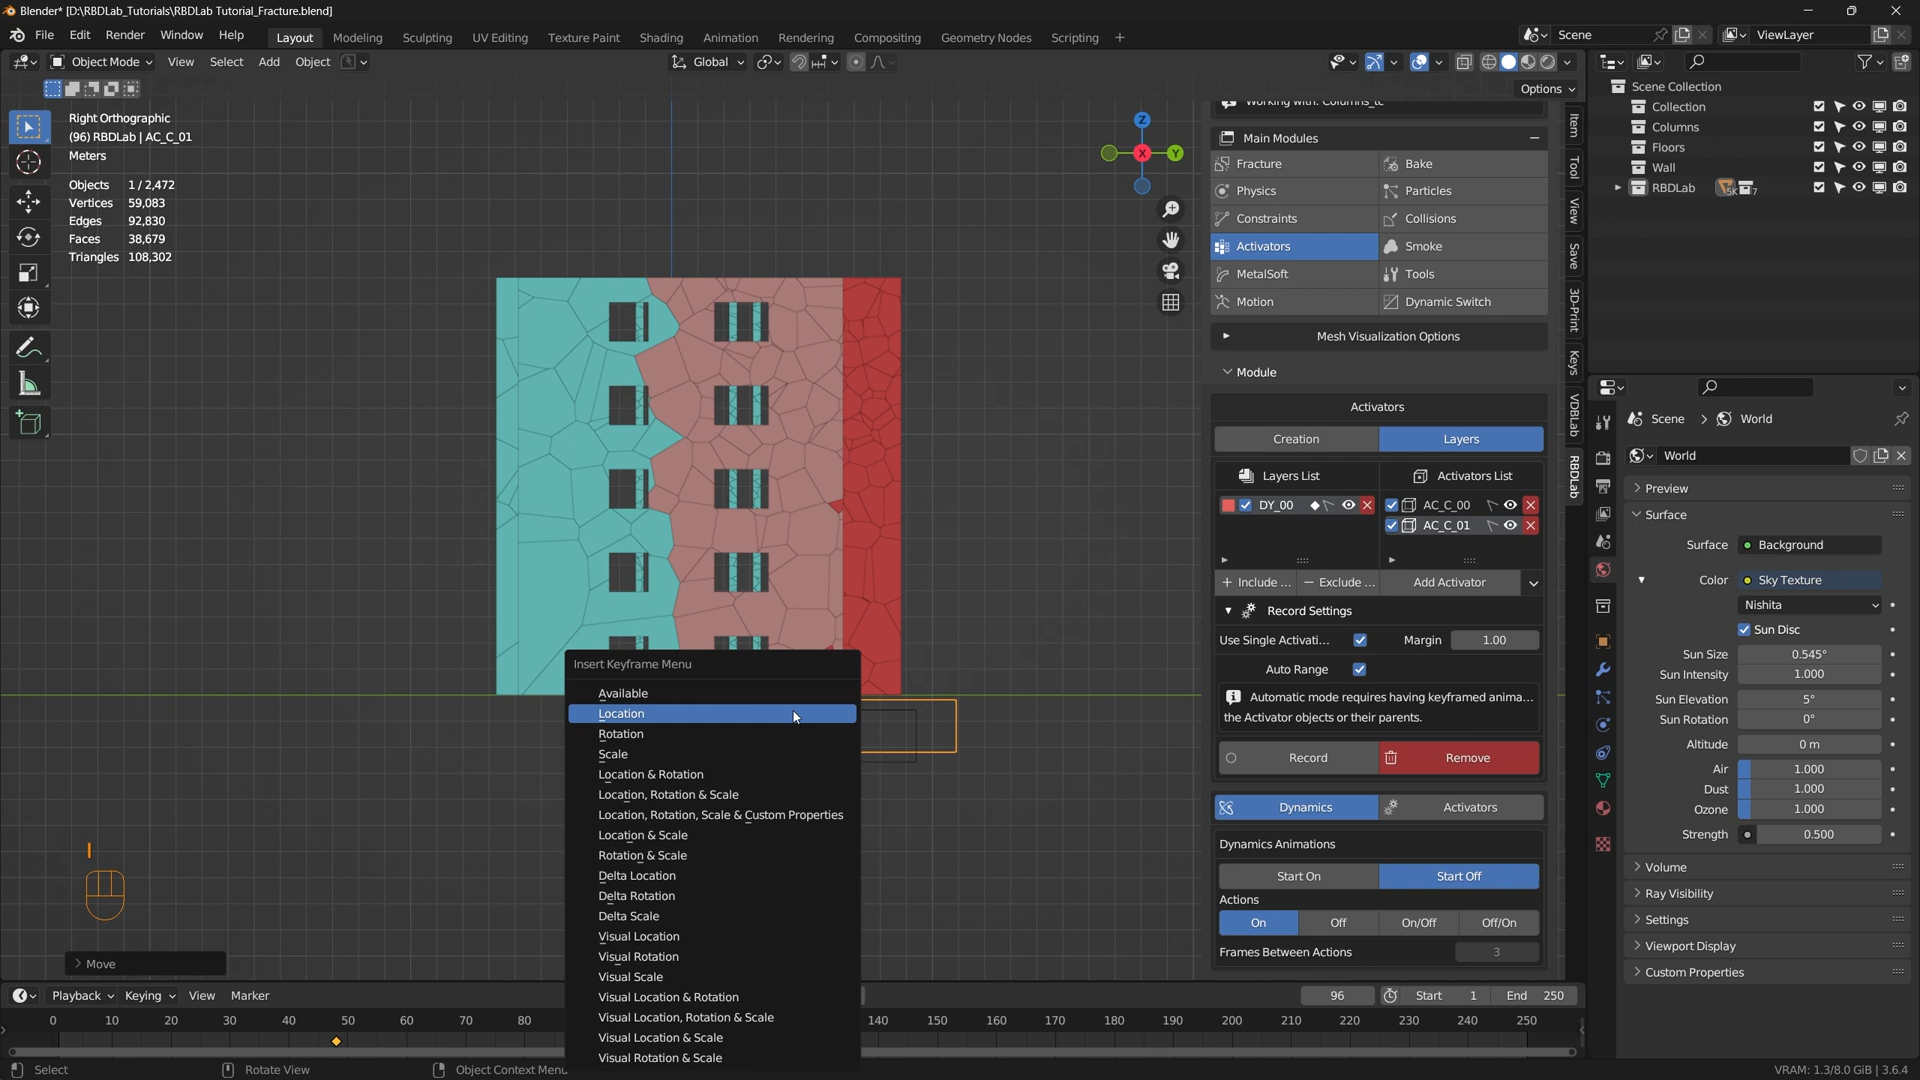 Blender* [D:\RBDLab_Tutorials\RBDLab Tutorial_Fracture.blend]
File Edit Render Window Help Layout Modeling Sculpting UV Editing Texture Paint Shading Animation Rendering Compositing Geometry Nodes Scripting + Scene ViewLayer
Object Mode View Select Add Object Global
Options
Right Orthographic
(96) RBDLab | AC_C_01
Meters
Objects 1 / 2,472
Vertices 59,083
Edges 92,830
Faces 38,679
Triangles 108,302
Z
X
Y
Main Modules
Fracture Bake
Physics Particles
Constraints Collisions
Activators Smoke
MetalSoft Tools
Motion Dynamic Switch
Mesh Visualization Options
Module
Activators
Creation Layers
Layers List Activators List
DY_00 AC_C_00
AC_C_01
+ Include ... − Exclude ... Add Activator
Record Settings
Use Single Activati... Margin 1.00
Auto Range
Automatic mode requires having keyframed anima...
the Activator objects or their parents.
Record Remove
Dynamics Activators
Dynamics Animations
Start On Start Off
Actions
On Off On/Off Off/On
Frames Between Actions 3
Item
Tool
View
Save
3D-Print
Keys
VDBLab
RBDLab
Insert Keyframe Menu
Available
Location
Rotation
Scale
Location & Rotation
Location, Rotation & Scale
Location, Rotation, Scale & Custom Properties
Location & Scale
Rotation & Scale
Delta Location
Delta Rotation
Delta Scale
Visual Location
Visual Rotation
Visual Scale
Visual Location & Rotation
Visual Location, Rotation & Scale
Visual Location & Scale
Visual Rotation & Scale
I
Move
Scene Collection
Collection
Columns
Floors
Wall
RBDLab 5K 7
Scene World
World
Preview
Surface
Surface Background
Color Sky Texture
Nishita
Sun Disc
Sun Size 0.545°
Sun Intensity 1.000
Sun Elevation 5°
Sun Rotation 0°
Altitude 0 m
Air 1.000
Dust 1.000
Ozone 1.000
Strength 0.500
Volume
Ray Visibility
Settings
Viewport Display
Custom Properties
Playback Keying View Marker 96 Start 1 End 250
0 10 20 30 40 50 60 70 80 140 150 160 170 180 190 200 210 220 230 240 250
Select Rotate View Object Context Menu VRAM: 1.3/8.0 GiB | 3.6.4